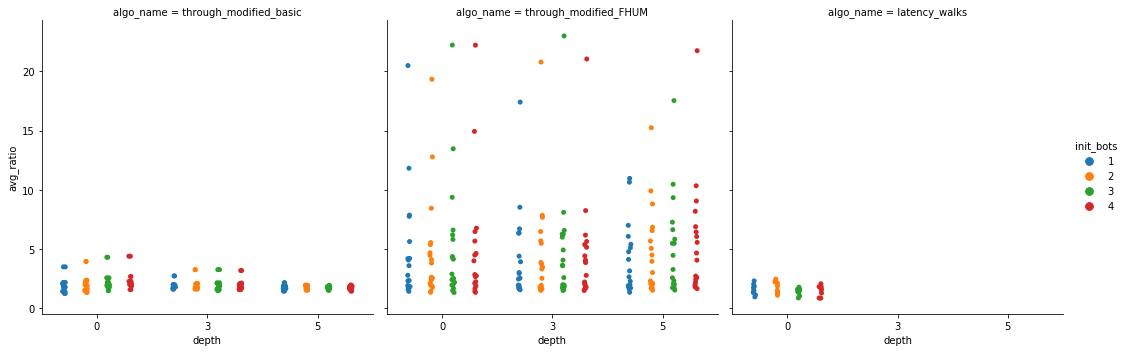 algo_name = through_modified_basic
algo_name = through_modified_FHUM
algo_name = latency_walks
avg_ratio
20
15
10
5
0
0 3 5
0 3 5
0 3 5
depth
depth
depth
init_bots
1
2
3
4